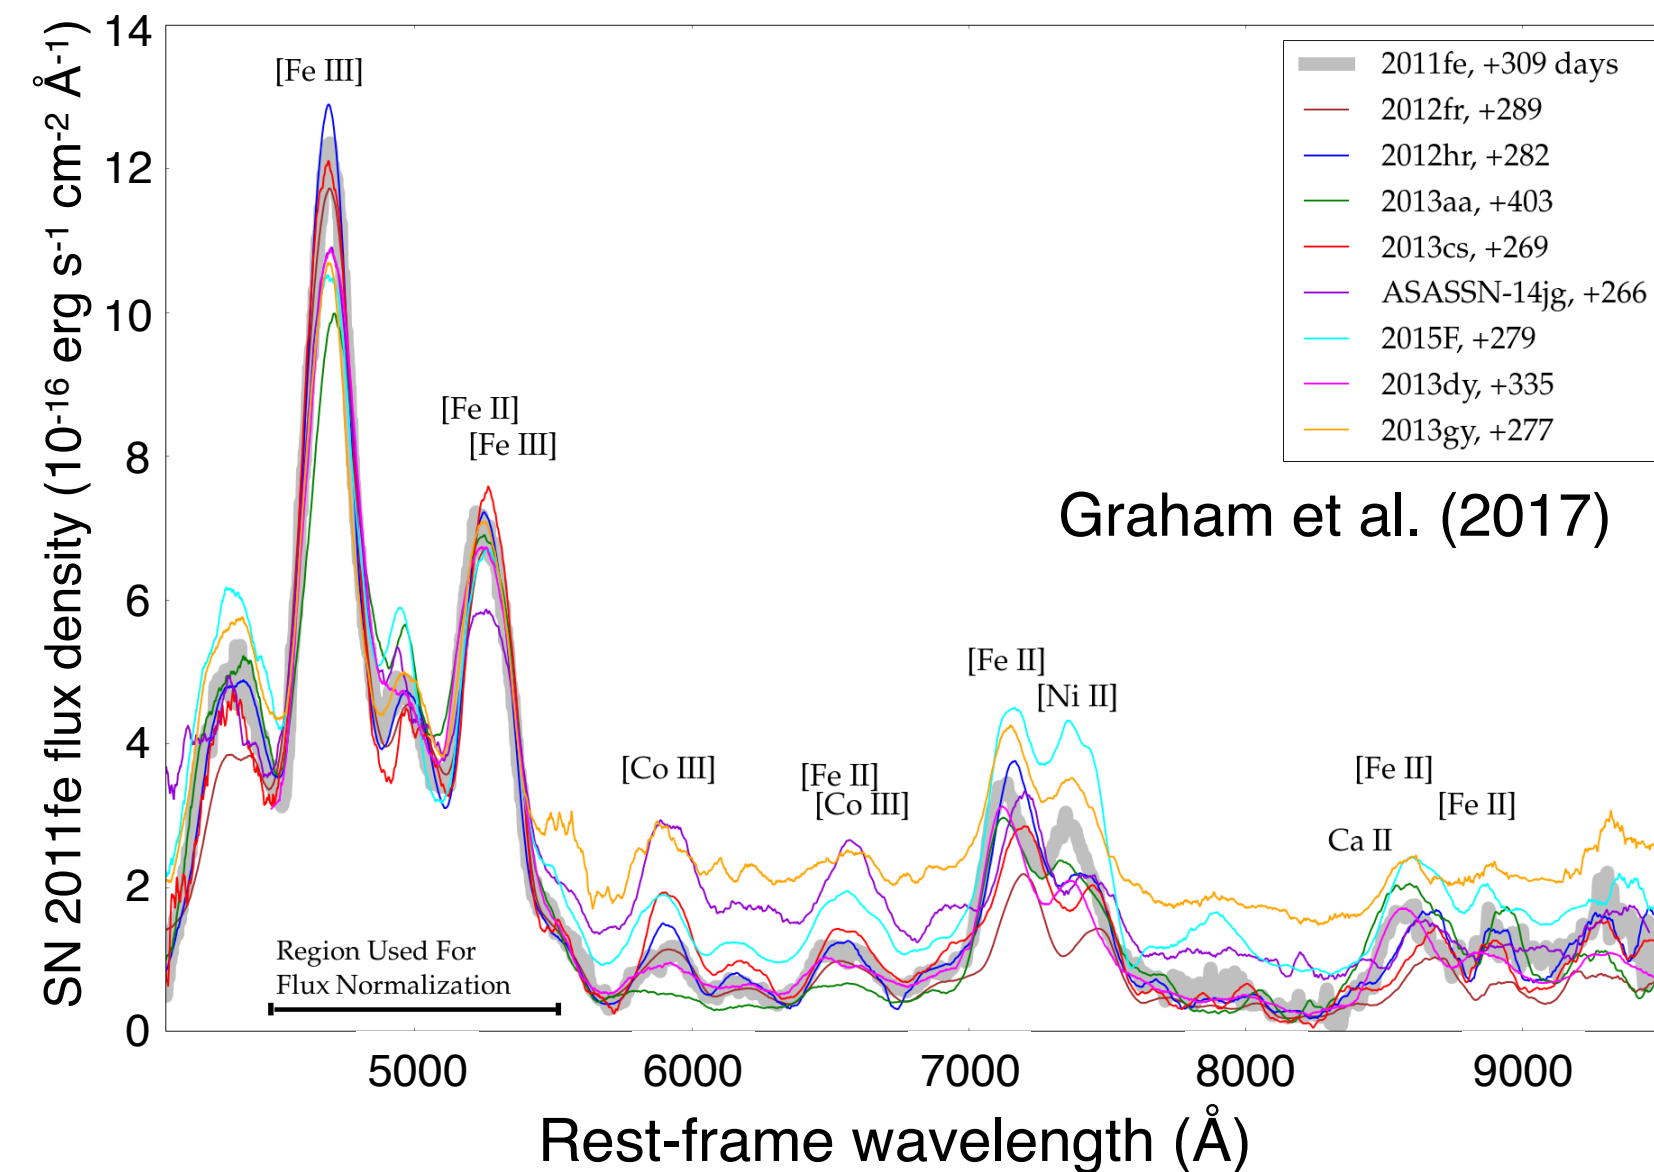 SN 2011fe flux density (10-16 erg s-1 cm-2 Å-1)
14
12
10
8
6
4
2
0
[Fe III]
[Fe II]
[Fe III]
[Co III]
[Fe II]
[Co III]
[Fe II]
[Ni II]
[Fe II]
[Fe II]
Ca II
Region Used For
Flux Normalization
2011fe, +309 days
2012fr, +289
2012hr, +282
2013aa, +403
2013cs, +269
ASASSN-14jg, +266
2015F, +279
2013dy, +335
2013gy, +277
Graham et al. (2017)
5000
6000
7000
8000
9000
Rest-frame wavelength (Å)